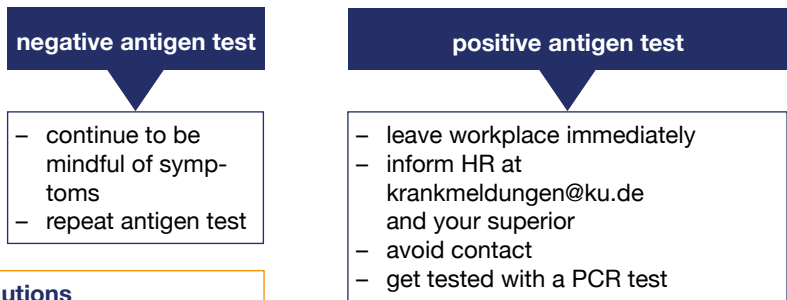 negative antigen test
– continue to be
mindful of symp-
toms
– repeat antigen test
positive antigen test
– leave workplace immediately
– inform HR at
krankmeldungen@ku.de
and your superior
– avoid contact
– get tested with a PCR test